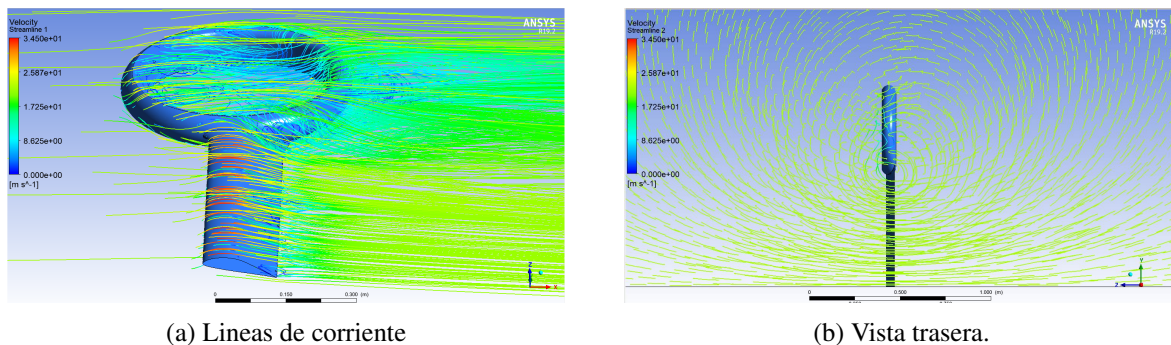 Velocity
Streamline 1
3.450e+01
2.587e+01
1.725e+01
8.625e+00
0.000e+00
[m s^-1]
ANSYS
R19.2
Z
X
0 0.150 0.300 (m)
(a) Lineas de corriente
Velocity
Streamline 2
3.450e+01
2.587e+01
1.725e+01
8.625e+00
0.000e+00
[m s^-1]
ANSYS
R19.2
Y
Z
0 0.500 1.000 (m)
(b) Vista trasera.